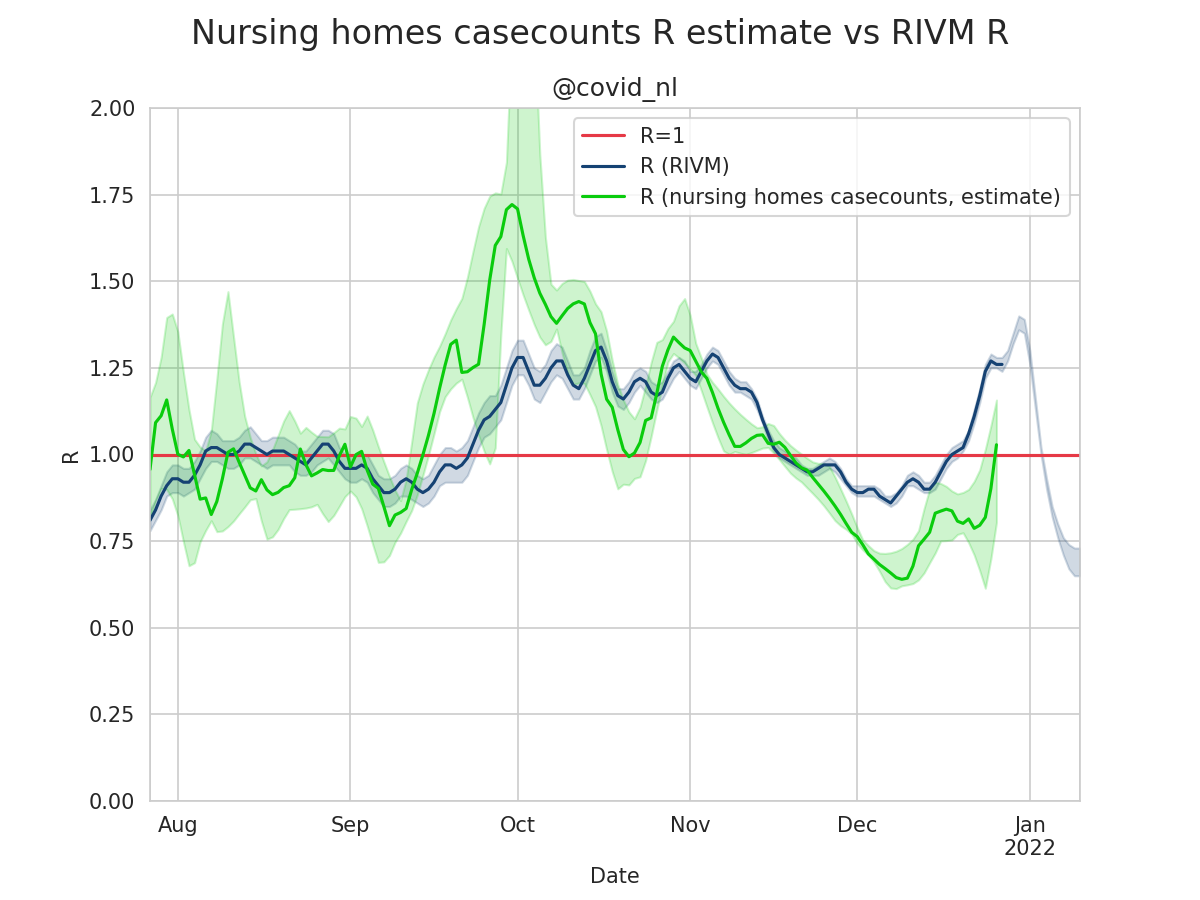 Nursing homes casecounts R estimate vs RIVM R
@covid_nl
R=1
R (RIVM)
R (nursing homes casecounts, estimate)
2.00
1.75
1.50
1.25
1.00
0.75
0.50
0.25
0.00
R
Aug
Sep
Oct
Nov
Dec
Jan
2022
Date